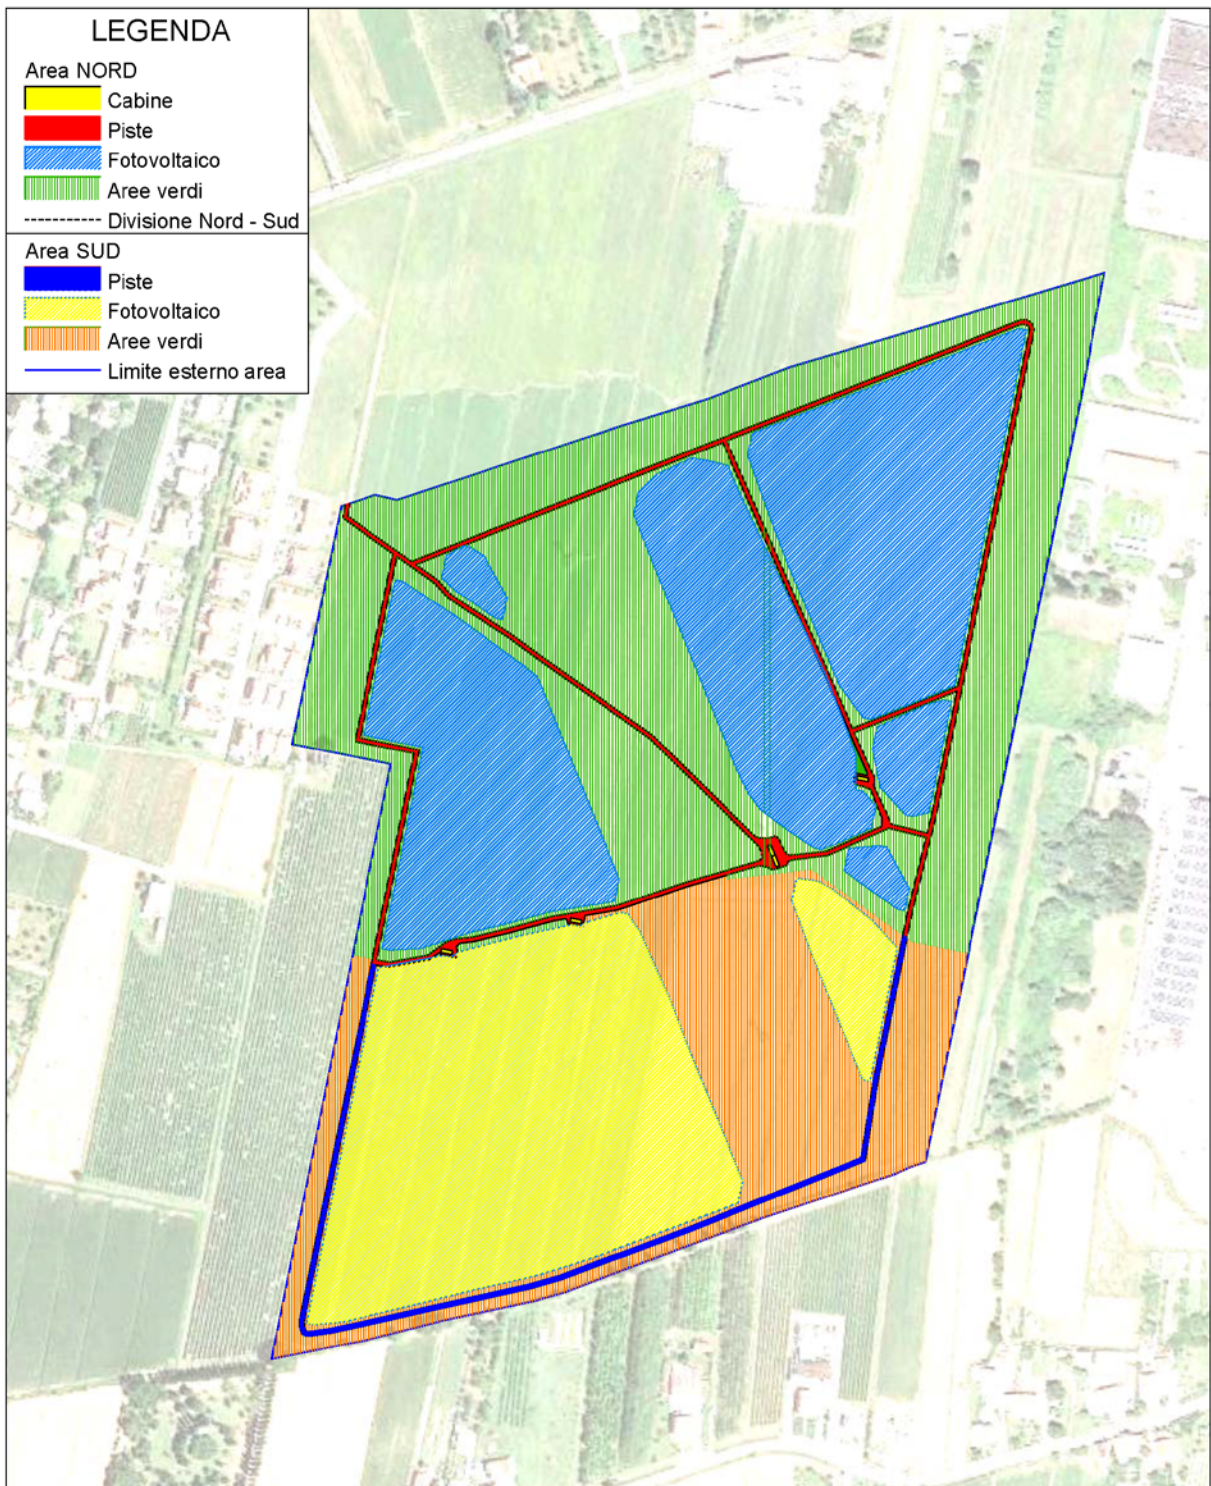 LEGENDA
Area NORD
Cabine
Piste
Fotovoltaico
Aree verdi
Divisione Nord - Sud
Area SUD
Piste
Fotovoltaico
Aree verdi
Limite esterno area